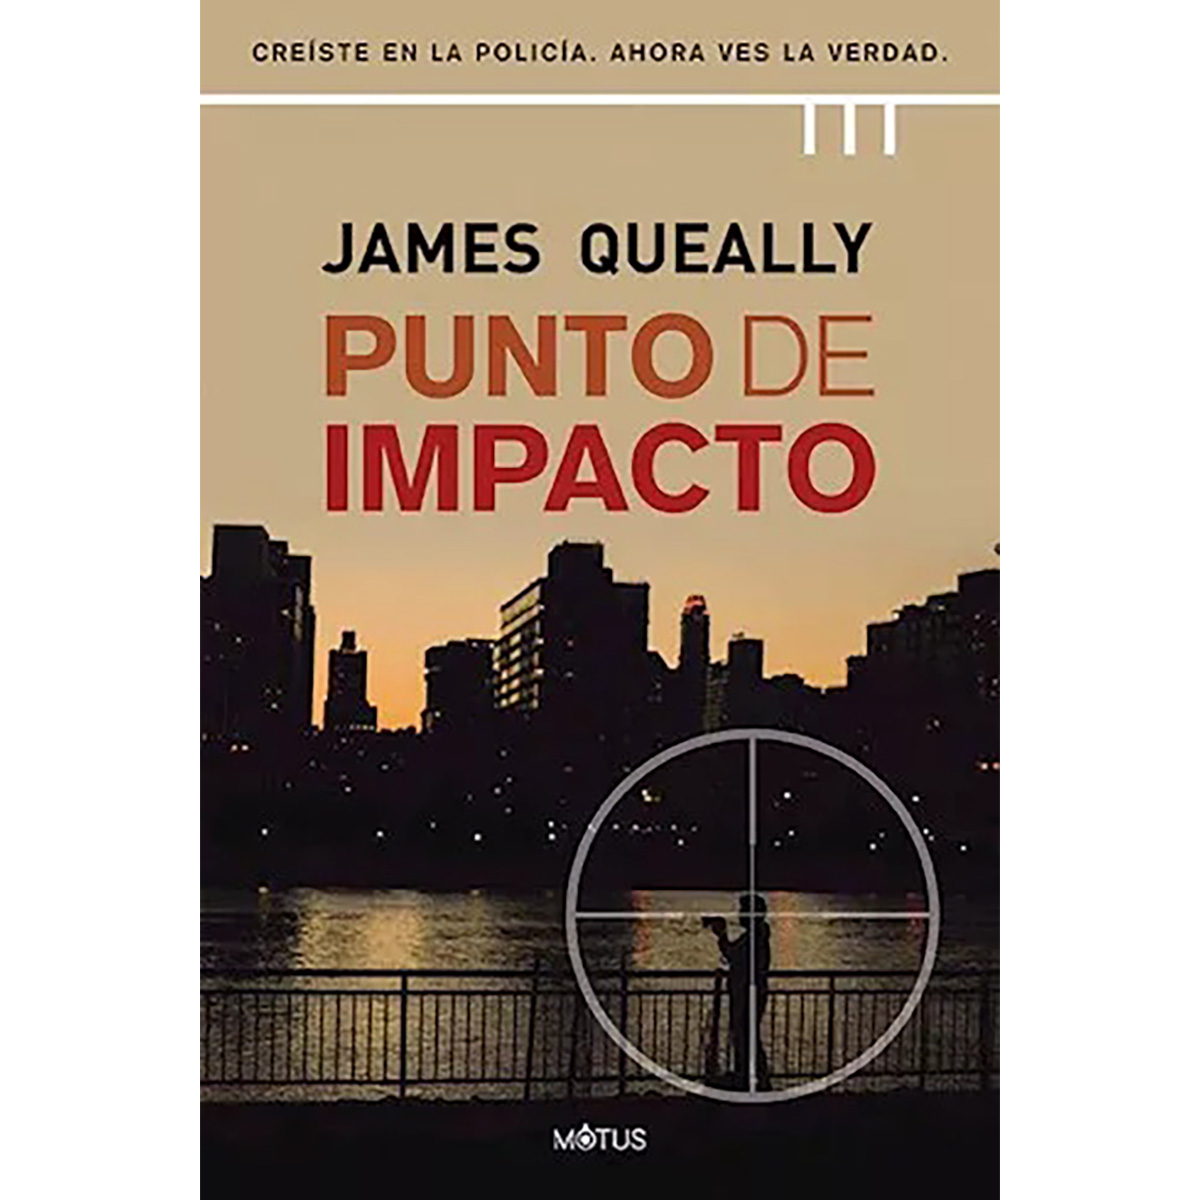 CREÍSTE EN LA POLICÍA. AHORA VES LA VERDAD.
JAMES QUEALLY
PUNTO DE
IMPACTO
MOTUS